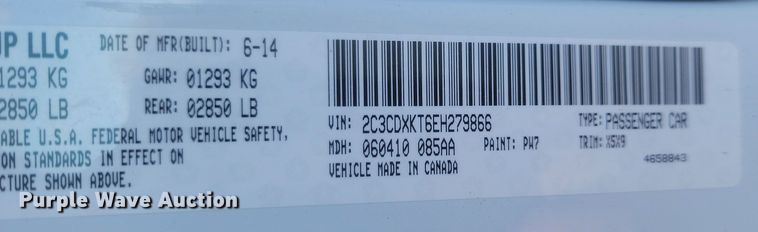 UP LLC DATE OF MFR(BUILT): 6-14
1293 KG GAWR: 01293 KG
2850 LB REAR: 02850 LB
ABLE U.S.A. FEDERAL MOTOR VEHICLE SAFETY,
ON STANDARDS IN EFFECT ON
CTURE SHOWN ABOVE.
VIN: 2C3CDXKT6EH279866 TYPE: PASSENGER CAR
MDH: 060410 085AA PAINT: PW7 TRIM: X5X9
VEHICLE MADE IN CANADA 4658843
Purple Wave Auction